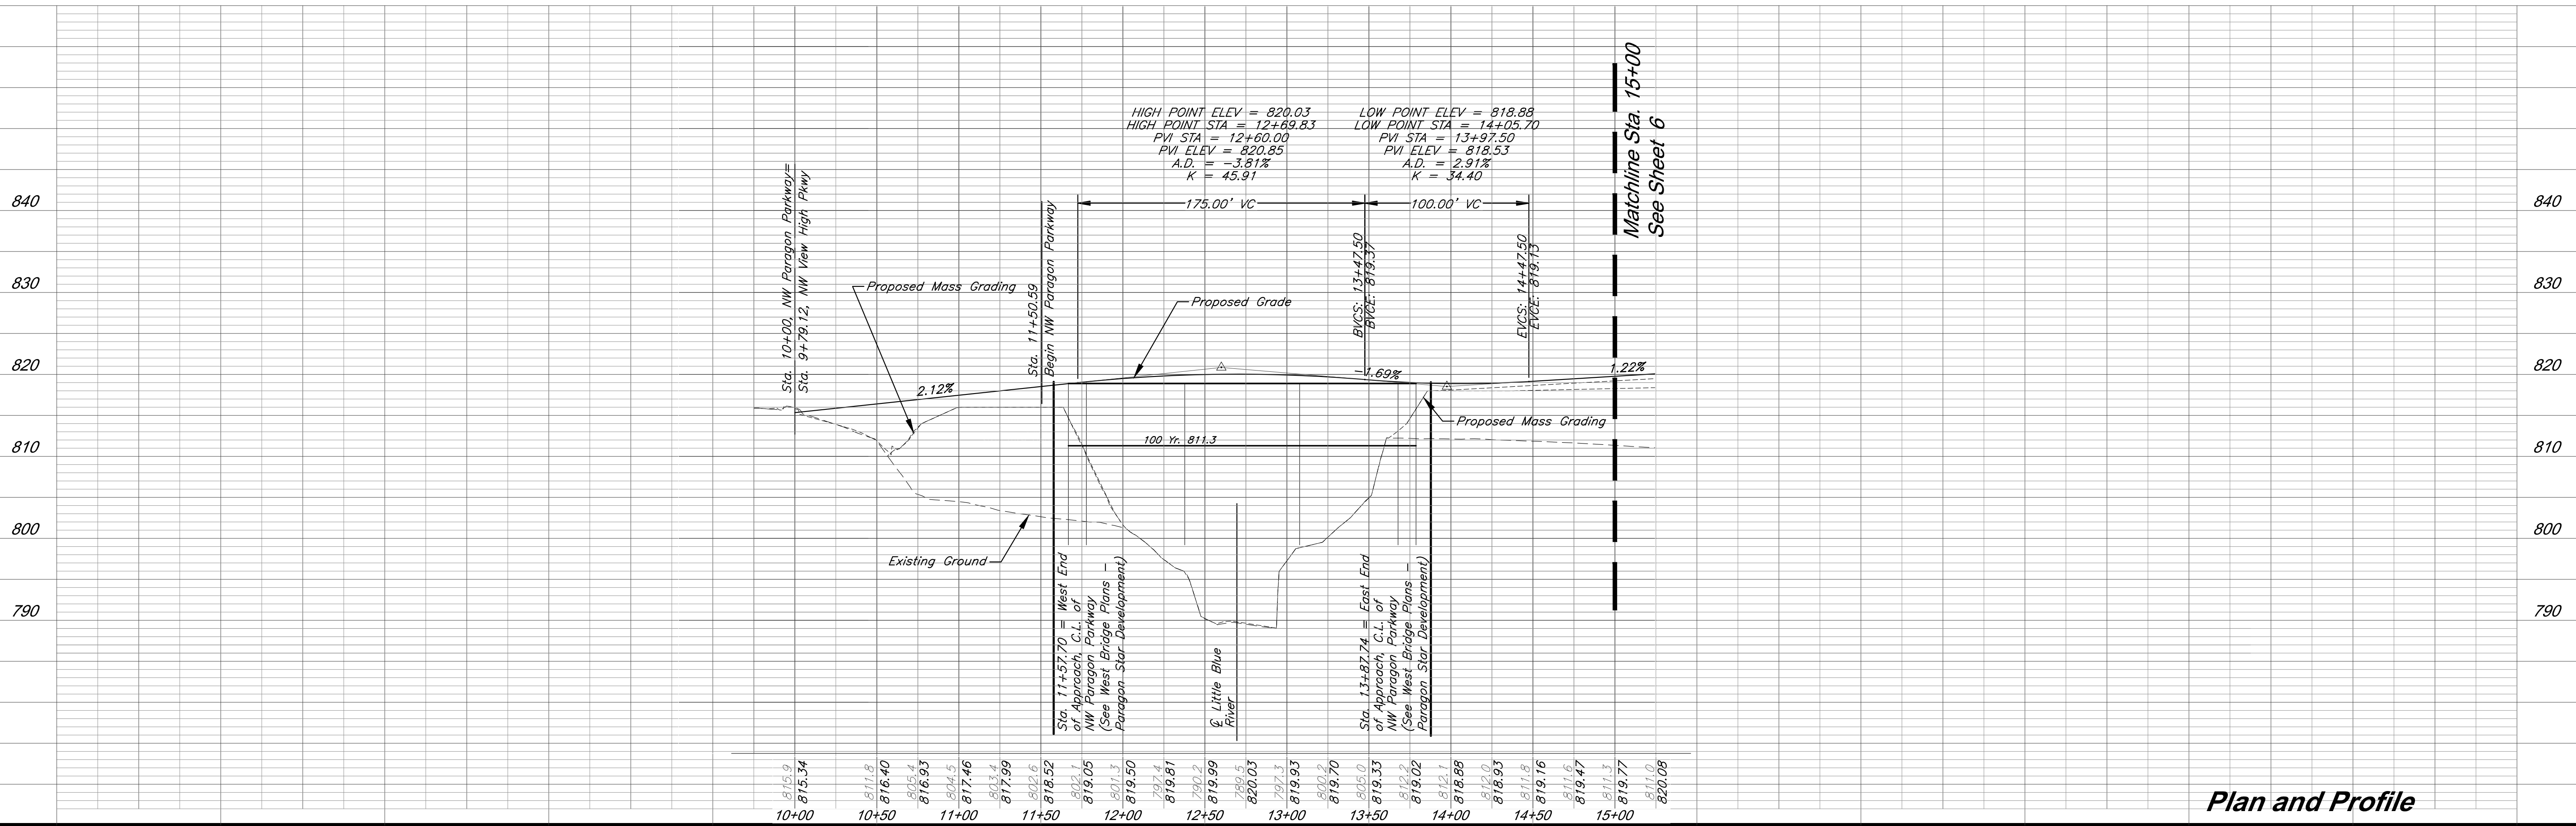 HIGH POINT ELEV = 820.03
HIGH POINT STA = 12+69.83
PVI STA = 12+60.00
PVI ELEV = 820.85
A.D. = -3.81%
K = 45.91
LOW POINT ELEV = 818.88
LOW POINT STA = 14+05.70
PVI STA = 13+97.50
PVI ELEV = 818.53
A.D. = 2.91%
K = 34.40
Matchline Sta. 15+00
See Sheet 6
175.00' VC
100.00' VC
Sta. 10+00, NW Paragon Parkway=
Sta. 9+79.12, NW View High Pkwy
Sta. 11+50.59
Begin NW Paragon Parkway
BVCS: 13+47.50
BVCE: 819.37
EVCS: 14+47.50
EVCE: 819.13
Proposed Mass Grading
Proposed Grade
2.12%
-1.69%
1.22%
Proposed Mass Grading
100 Yr. 811.3
Existing Ground
Sta. 11+57.70 = West End
of Approach, C.L. of
NW Paragon Parkway
(See West Bridge Plans -
Paragon Star Development)
℄ Little Blue
River
Sta. 13+87.74 = East End
of Approach, C.L. of
NW Paragon Parkway
(See West Bridge Plans -
Paragon Star Development)
840
830
820
810
800
790
840
830
820
810
800
790
815.9
815.34
811.8
816.40
805.4
816.93
804.5
817.46
803.4
817.99
802.6
818.52
802.1
819.05
801.3
819.50
797.4
819.81
790.2
819.99
789.5
820.03
797.3
819.93
800.2
819.70
805.0
819.33
812.2
819.02
812.1
818.88
812.0
818.93
811.8
819.16
811.6
819.47
811.3
819.77
811.0
820.08
10+00 10+50 11+00 11+50 12+00 12+50 13+00 13+50 14+00 14+50 15+00
Plan and Profile